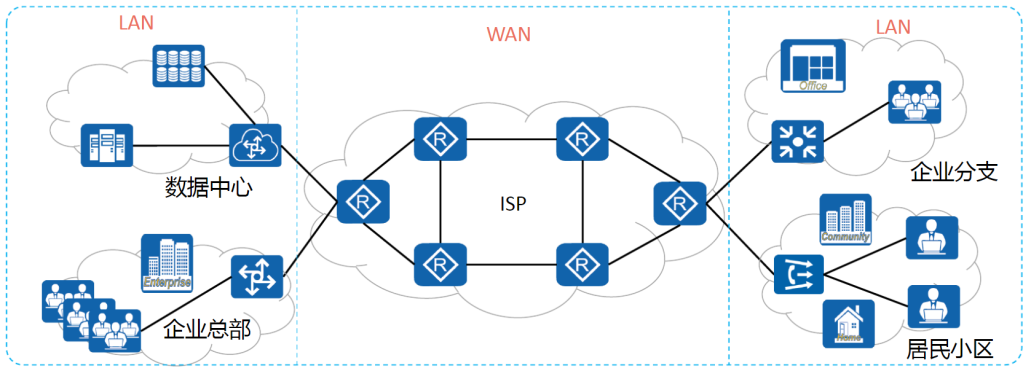 LAN
WAN
LAN
Office
数据中心
企业分支
R
R
R
ISP
R
R
R
Enterprise
Community
企业总部
Home
居民小区